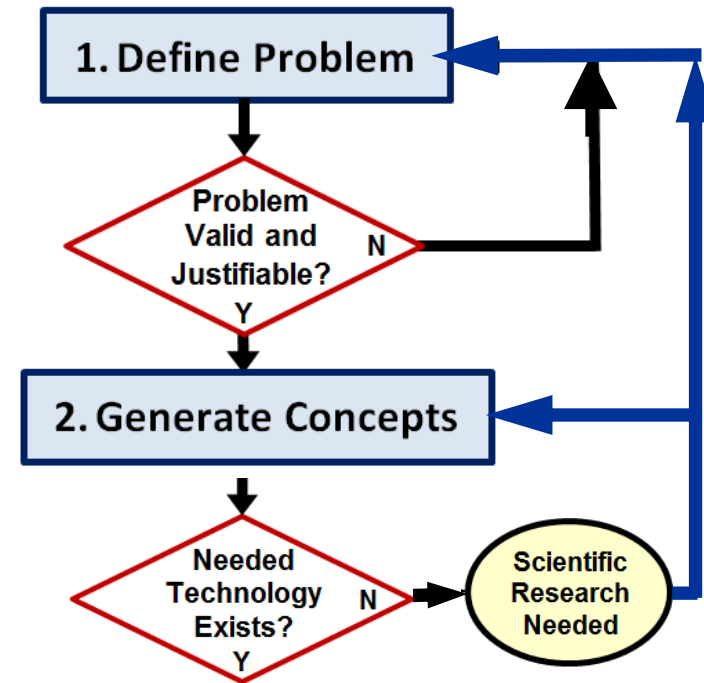 1. Define Problem
Problem
Valid and
Justifiable?
N
Y
2. Generate Concepts
Needed
Technology
Exists?
N
Y
Scientific
Research
Needed